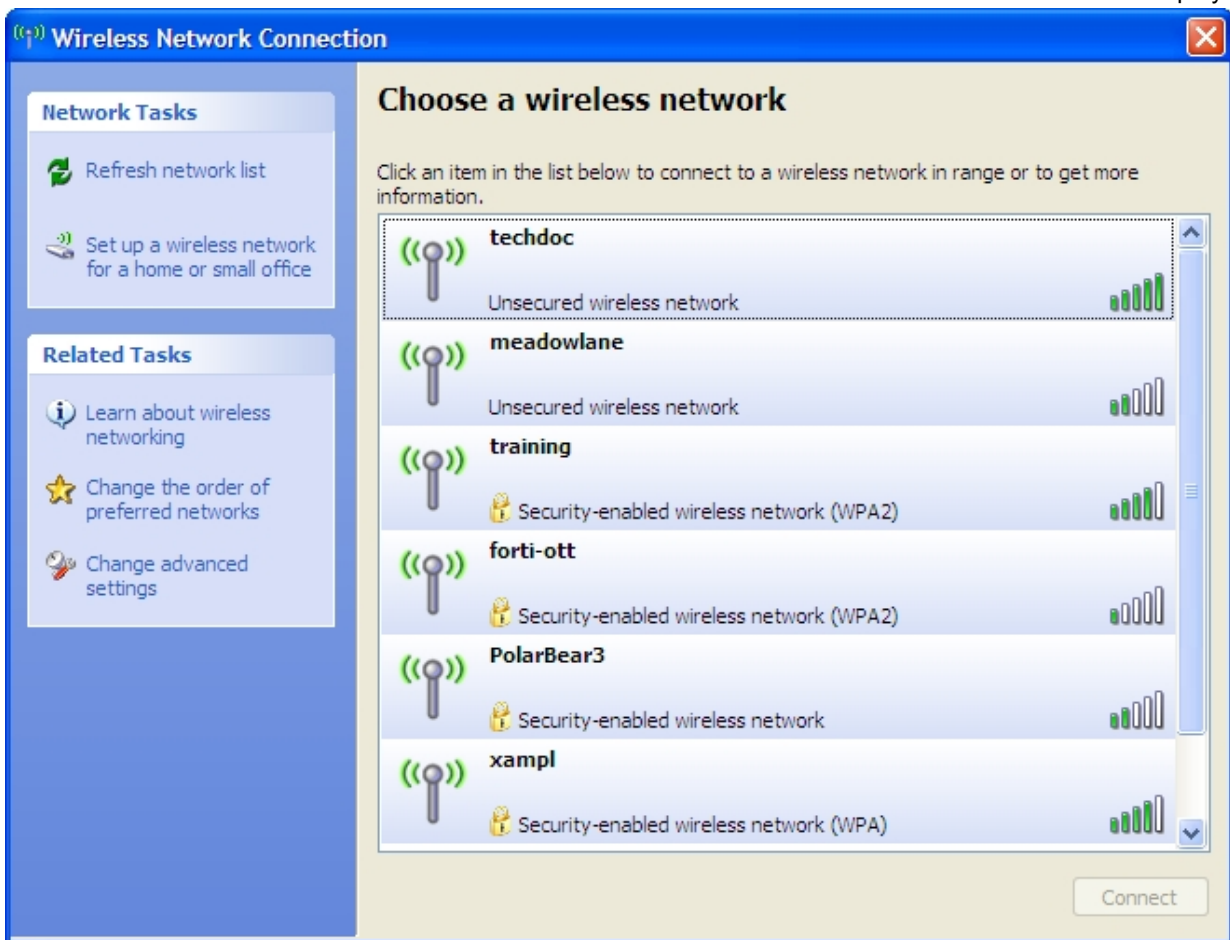 Wireless Network Connection
Network Tasks
Refresh network list
Set up a wireless network
for a home or small office
Related Tasks
Learn about wireless
networking
Change the order of
preferred networks
Change advanced
settings
Choose a wireless network
Click an item in the list below to connect to a wireless network in range or to get more
information.
techdoc
Unsecured wireless network
meadowlane
Unsecured wireless network
training
Security-enabled wireless network (WPA2)
forti-ott
Security-enabled wireless network (WPA2)
PolarBear3
Security-enabled wireless network
xampl
Security-enabled wireless network (WPA)
Connect